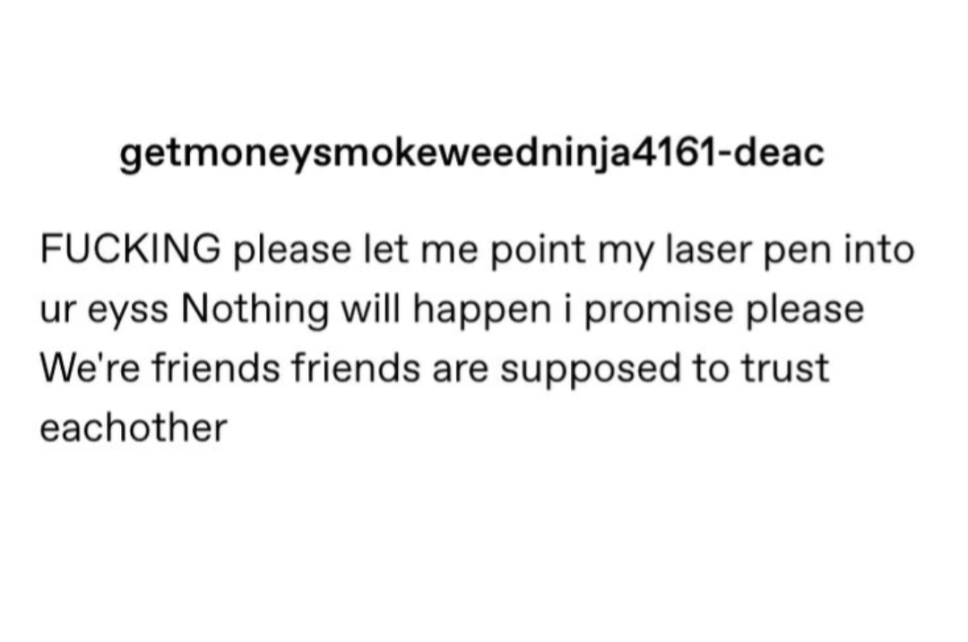 getmoneysmokeweedninja4161-deac
FUCKING please let me point my laser pen into
ur eyss Nothing will happen i promise please
We're friends friends are supposed to trust
eachother